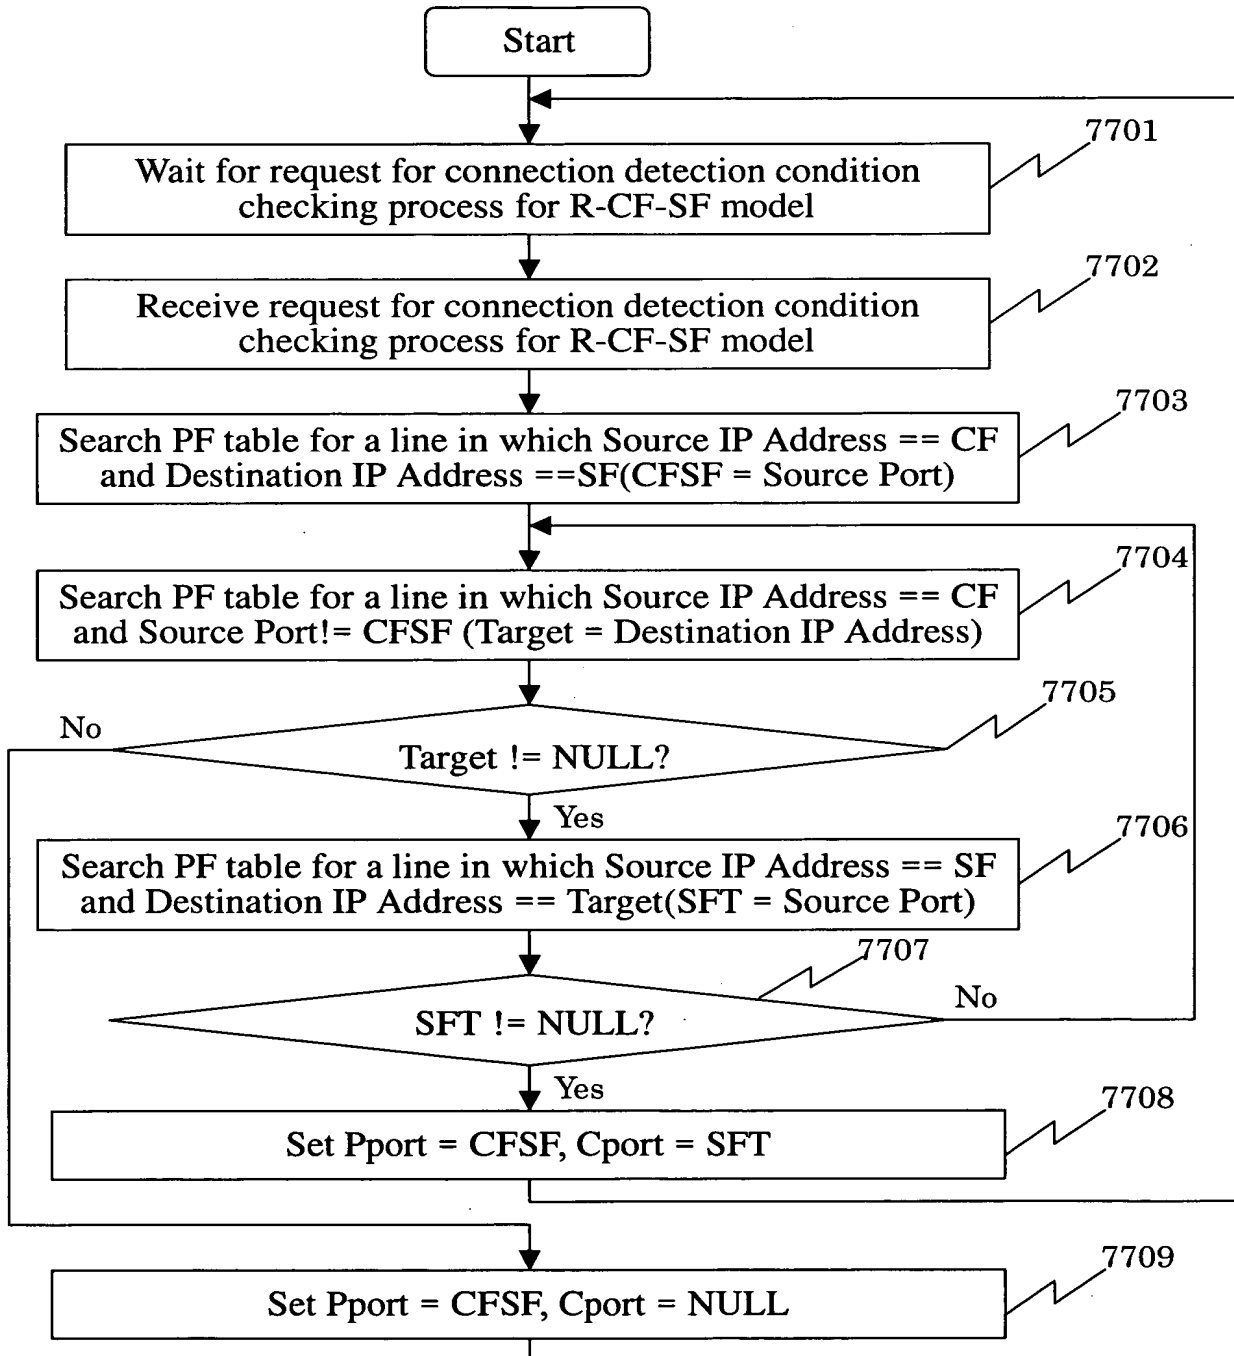 Start
7701
Wait for request for connection detection condition
checking process for R-CF-SF model
7702
Receive request for connection detection condition
checking process for R-CF-SF model
7703
Search PF table for a line in which Source IP Address == CF
and Destination IP Address ==SF(CFSF = Source Port)
7704
Search PF table for a line in which Source IP Address == CF
and Source Port!= CFSF (Target = Destination IP Address)
7705
No
Target != NULL?
Yes
7706
Search PF table for a line in which Source IP Address == SF
and Destination IP Address == Target(SFT = Source Port)
7707
No
SFT != NULL?
Yes
7708
Set Pport = CFSF, Cport = SFT
7709
Set Pport = CFSF, Cport = NULL